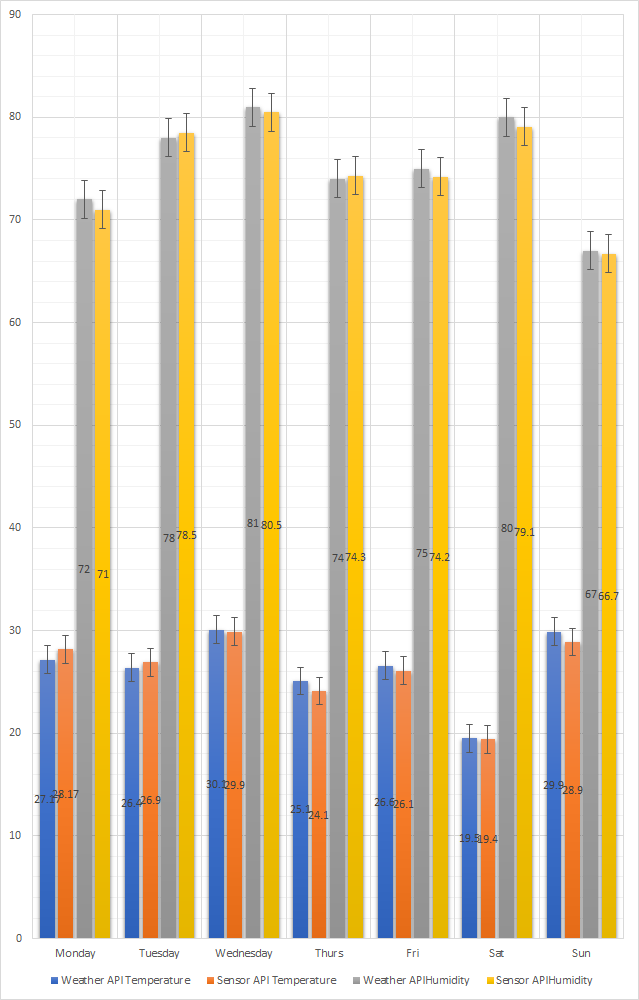 90
80
70
60
50
40
30
20
10
0
27.17 28.17 72 71
26.4 26.9 78 78.5
30.1 29.9 81 80.5
25.1 24.1 74 74.3
26.6 26.1 75 74.2
19.5 19.4 80 79.1
29.9 28.9 67 66.7
Monday Tuesday Wednesday Thurs Fri Sat Sun
Weather API Temperature Sensor API Temperature Weather APIHumidity Sensor APIHumidity